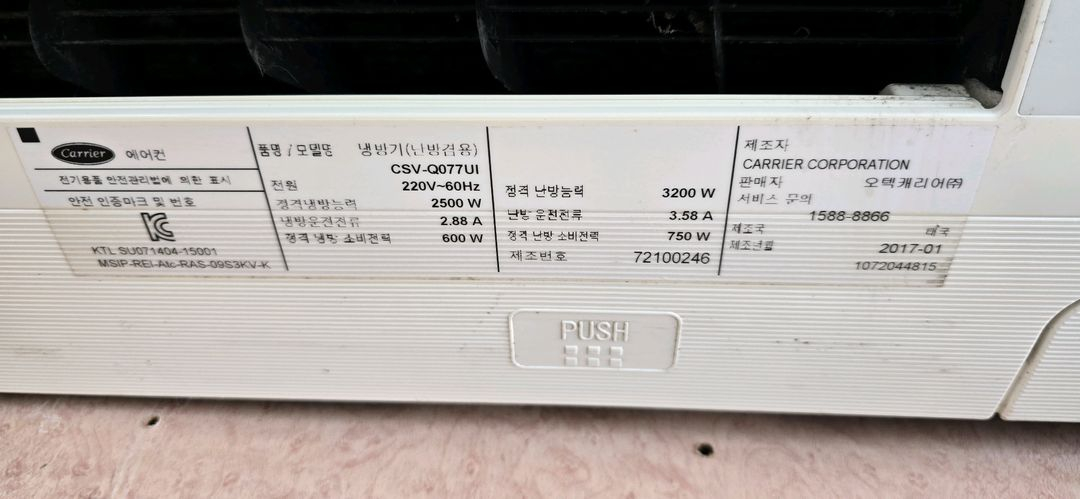 Carrier 에어컨
전기용품 안전관리법에 의한 표시
안전 인증마크 및 번호
KC
KTL SU071404-15001
MSIP-REI-Atc-RAS-09S3KV-K
품명 / 모델명 냉방기(난방겸용)
CSV-Q077UI
전원 220V~60Hz
정격냉방능력 2500 W
냉방운전전류 2.88 A
정격 냉방 소비전력 600 W
정격 난방능력 3200 W
난방 운전전류 3.58 A
정격 난방 소비전력 750 W
제조번호 72100246
제조자
CARRIER CORPORATION
판매자 오텍캐리어(주)
서비스 문의
1588-8866
제조국 태국
제조년월 2017-01
1072044815
PUSH